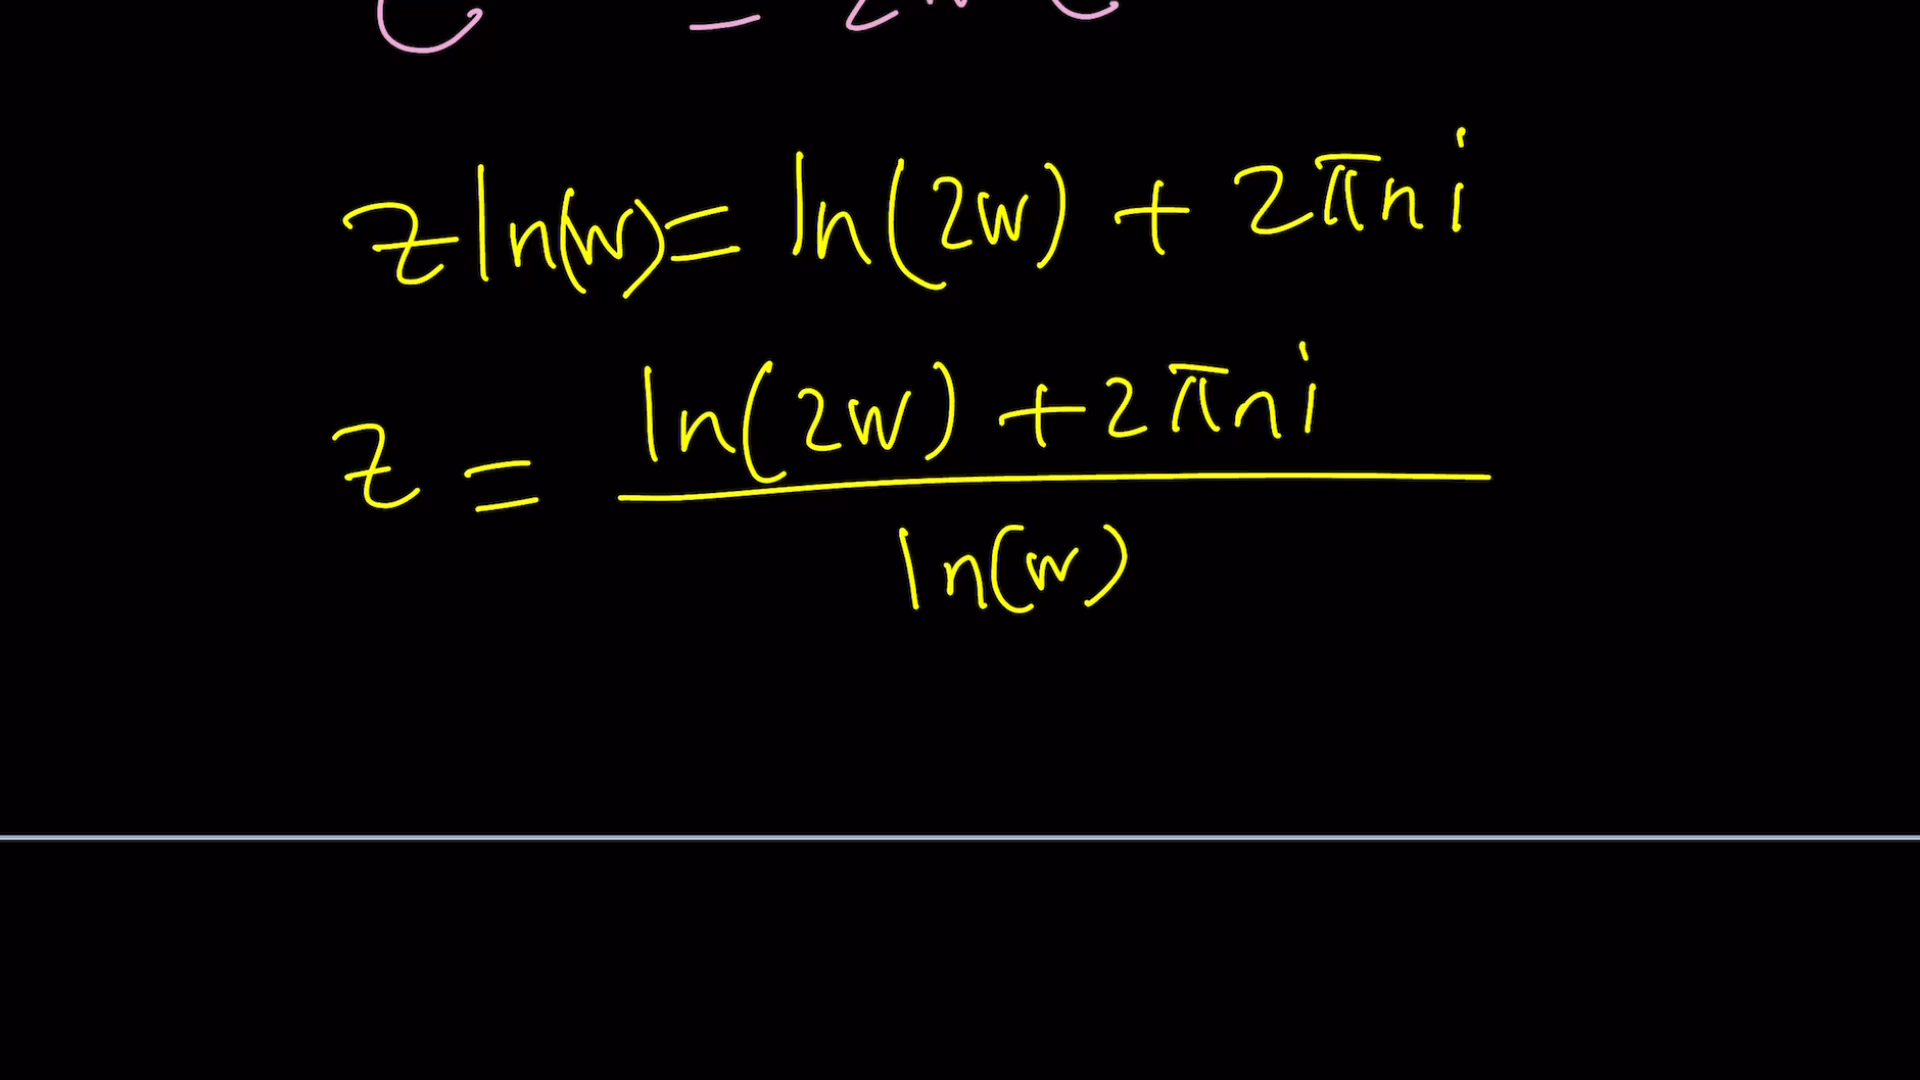 z ln(w) = ln(2w) + 2πni
z = ln(2w) + 2πni
ln(w)